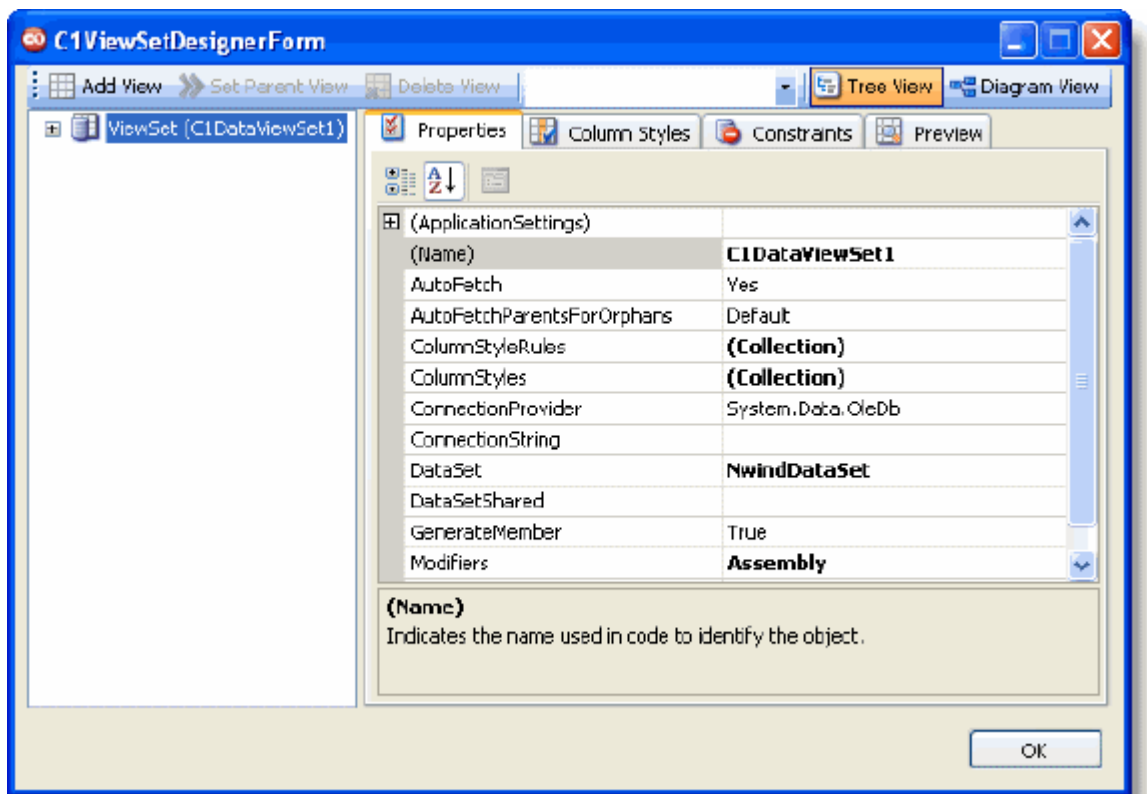 C1ViewSetDesignerForm
Add View Set Parent View Delete View Tree View Diagram View
ViewSet (C1DataViewSet1)
Properties Column Styles Constraints Preview
(ApplicationSettings)
(Name) C1DataViewSet1
AutoFetch Yes
AutoFetchParentsForOrphans Default
ColumnStyleRules (Collection)
ColumnStyles (Collection)
ConnectionProvider System.Data.OleDb
ConnectionString
DataSet NwindDataSet
DataSetShared
GenerateMember True
Modifiers Assembly
(Name)
Indicates the name used in code to identify the object.
OK